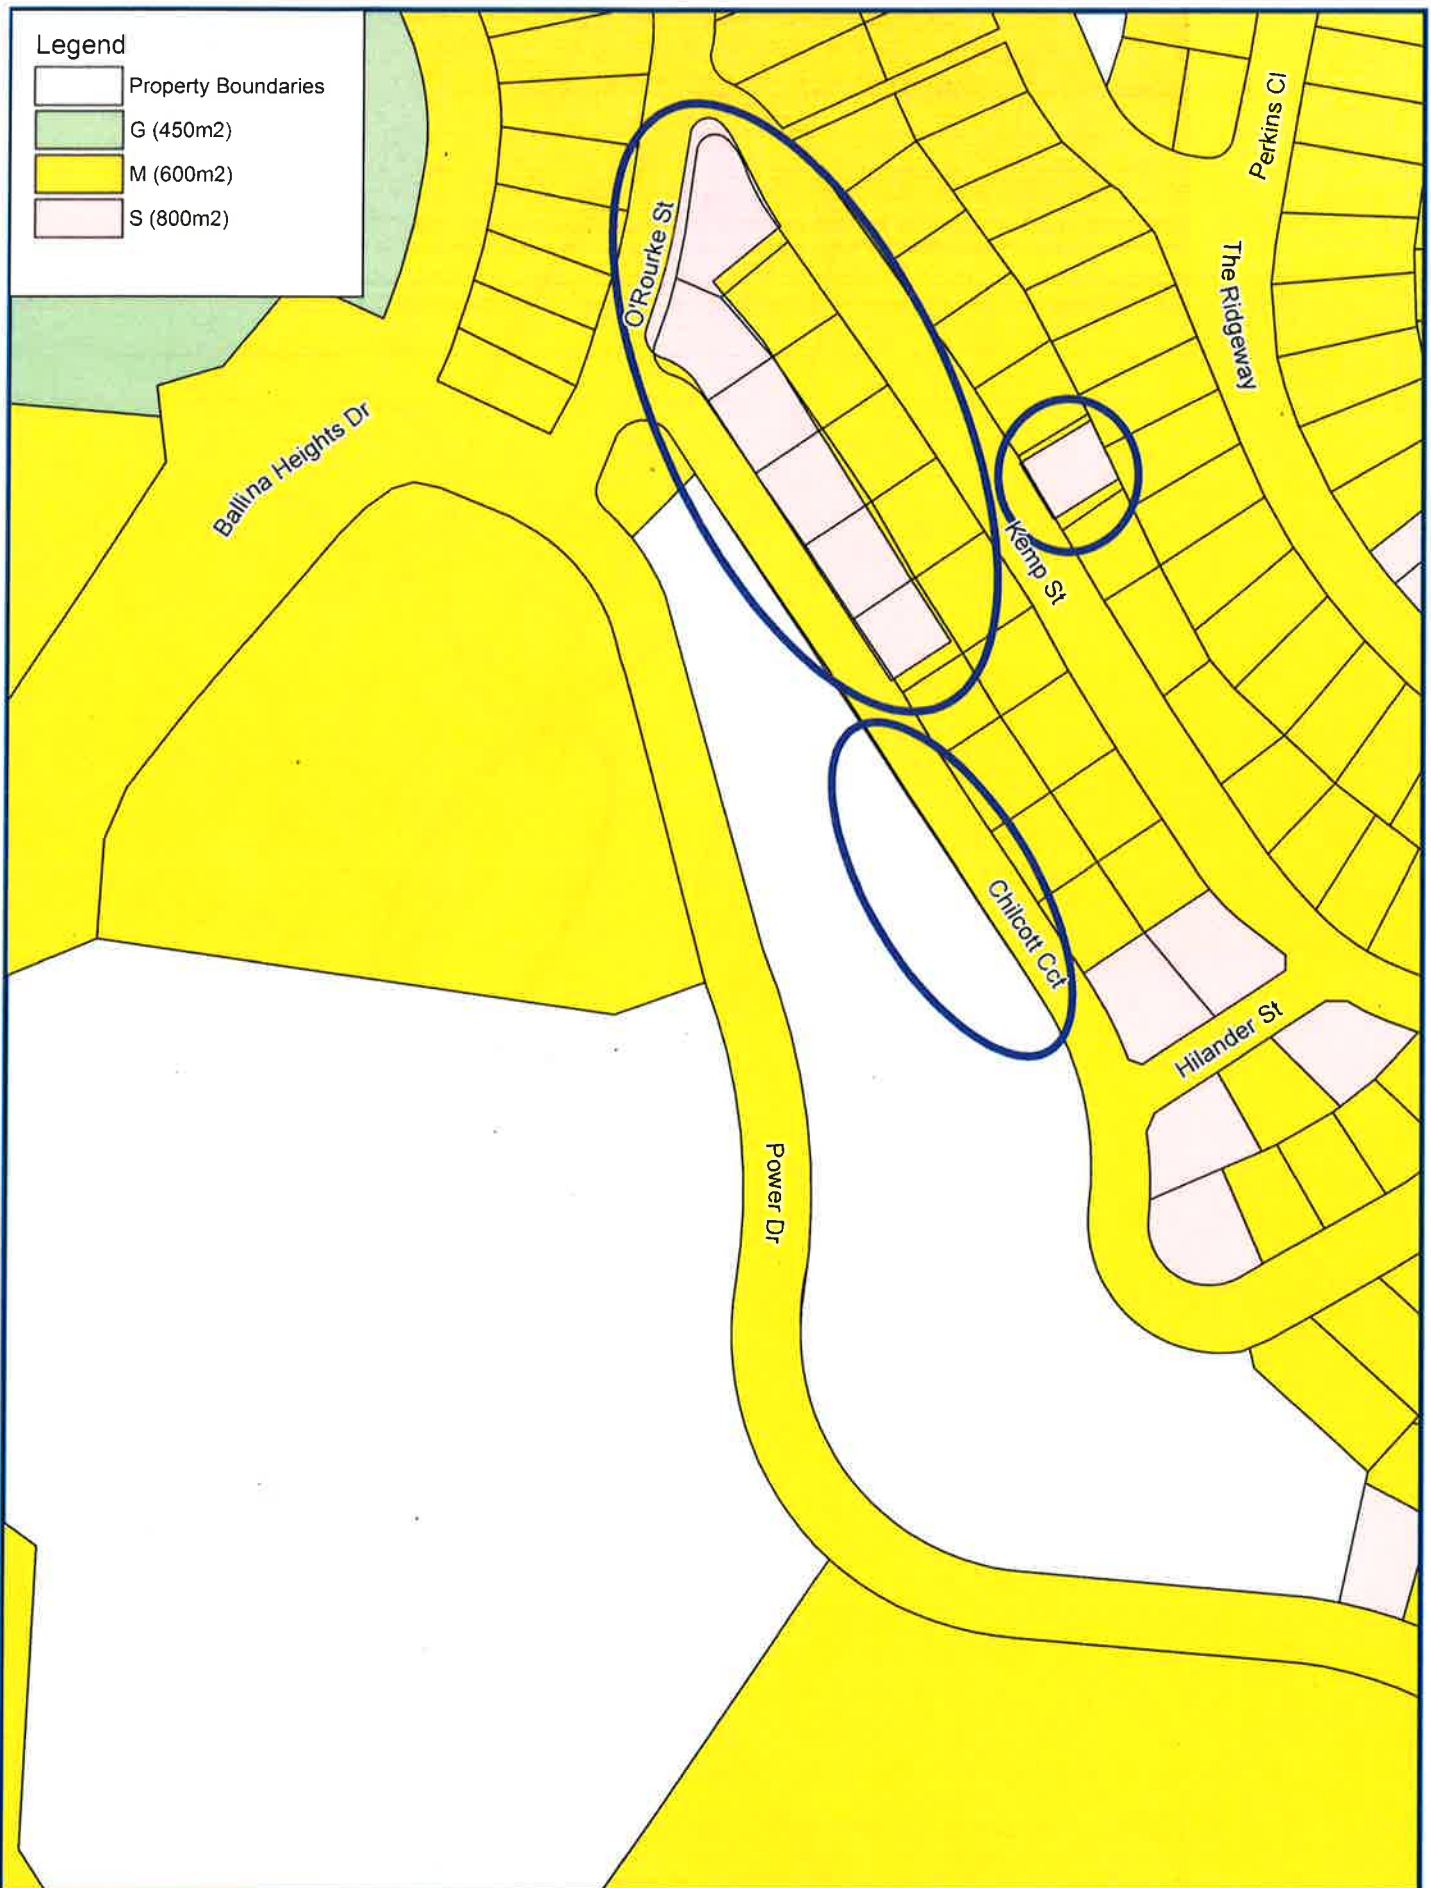 Legend
Property Boundaries
G (450m2)
M (600m2)
S (800m2)
Perkins Cl
O'Rourke St
The Ridgeway
Ballina Heights Dr
Kemp St
Chilcott Cct
Hilander St
Power Dr